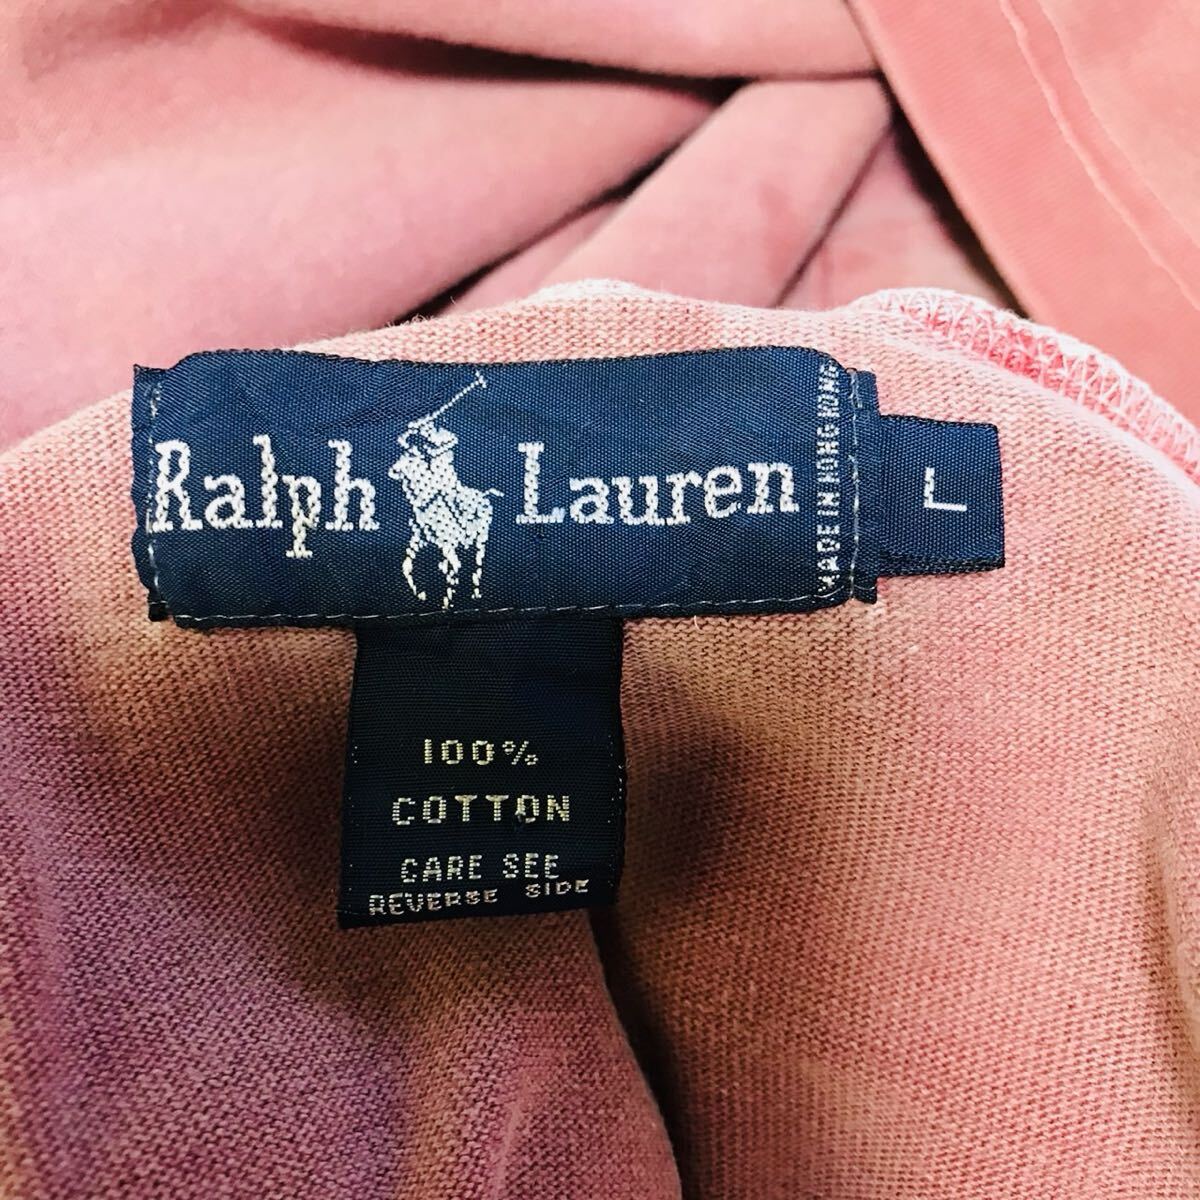 Ralph Lauren
MADE IN HONG KONG
L
100%
COTTON
CARE SEE
REVERSE SIDE